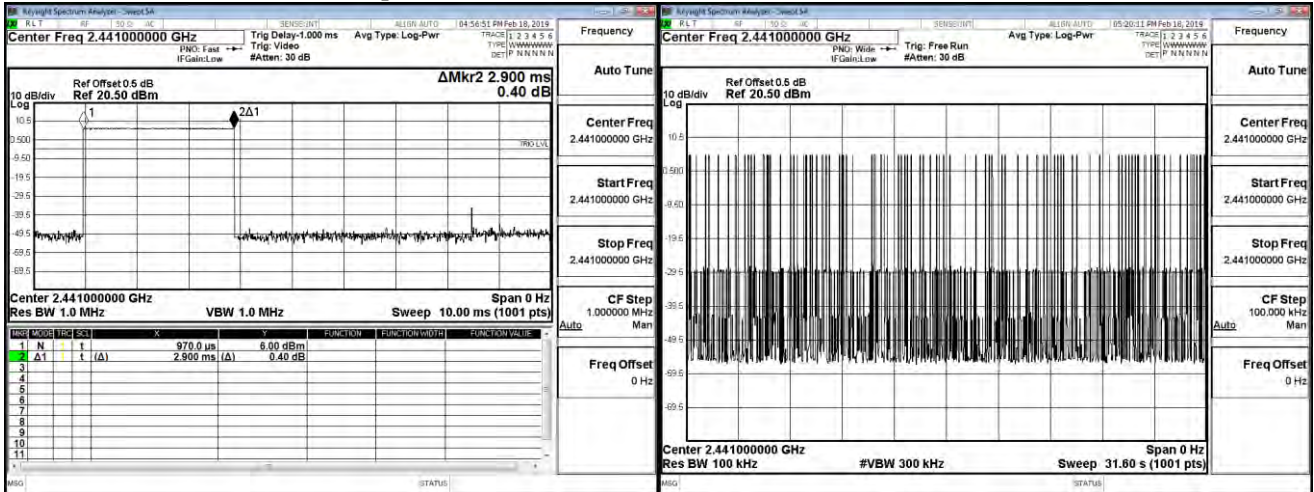 Keysight Spectrum Analyzer - Swept SA
RLT RF 50 Ω AC SENSE:INT ALIGN AUTO 04:56:51 PM Feb 18, 2019
Center Freq 2.441000000 GHz
PNO: Fast
IFGain:Low
Trig Delay-1.000 ms
Trig: Video
#Atten: 30 dB
Avg Type: Log-Pwr
TRACE 1 2 3 4 5 6
TYPE WWWWWW
DET P N N N N N
Ref Offset 0.5 dB
10 dB/div Ref 20.50 dBm
Log
ΔMkr2 2.900 ms
0.40 dB
1
2Δ1
TRIG LVL
10.5
0.500
-9.50
-19.5
-29.5
-39.5
-49.5
-59.5
-69.5
Center 2.441000000 GHz Span 0 Hz
Res BW 1.0 MHz VBW 1.0 MHz Sweep 10.00 ms (1001 pts)
MKR MODE TRC SCL X Y FUNCTION FUNCTION WIDTH FUNCTION VALUE
1 N t 970.0 µs 6.00 dBm
2 Δ1 t (Δ) 2.900 ms (Δ) 0.40 dB
3
4
5
6
7
8
9
10
11
MSG STATUS
Frequency
Auto Tune
Center Freq
2.441000000 GHz
Start Freq
2.441000000 GHz
Stop Freq
2.441000000 GHz
CF Step
1.000000 MHz
Auto Man
Freq Offset
0 Hz
Keysight Spectrum Analyzer - Swept SA
RLT RF 50 Ω AC SENSE:INT ALIGN AUTO 05:20:11 PM Feb 18, 2019
Center Freq 2.441000000 GHz
PNO: Wide
IFGain:Low
Trig: Free Run
#Atten: 30 dB
Avg Type: Log-Pwr
TRACE 1 2 3 4 5 6
TYPE WWWWWW
DET P N N N N N
Ref Offset 0.5 dB
10 dB/div Ref 20.50 dBm
Log
10.5
0.500
-9.50
-19.5
-29.5
-39.5
-49.5
-59.5
-69.5
Center 2.441000000 GHz Span 0 Hz
Res BW 100 kHz #VBW 300 kHz Sweep 31.60 s (1001 pts)
MSG STATUS
Frequency
Auto Tune
Center Freq
2.441000000 GHz
Start Freq
2.441000000 GHz
Stop Freq
2.441000000 GHz
CF Step
100.000 kHz
Auto Man
Freq Offset
0 Hz